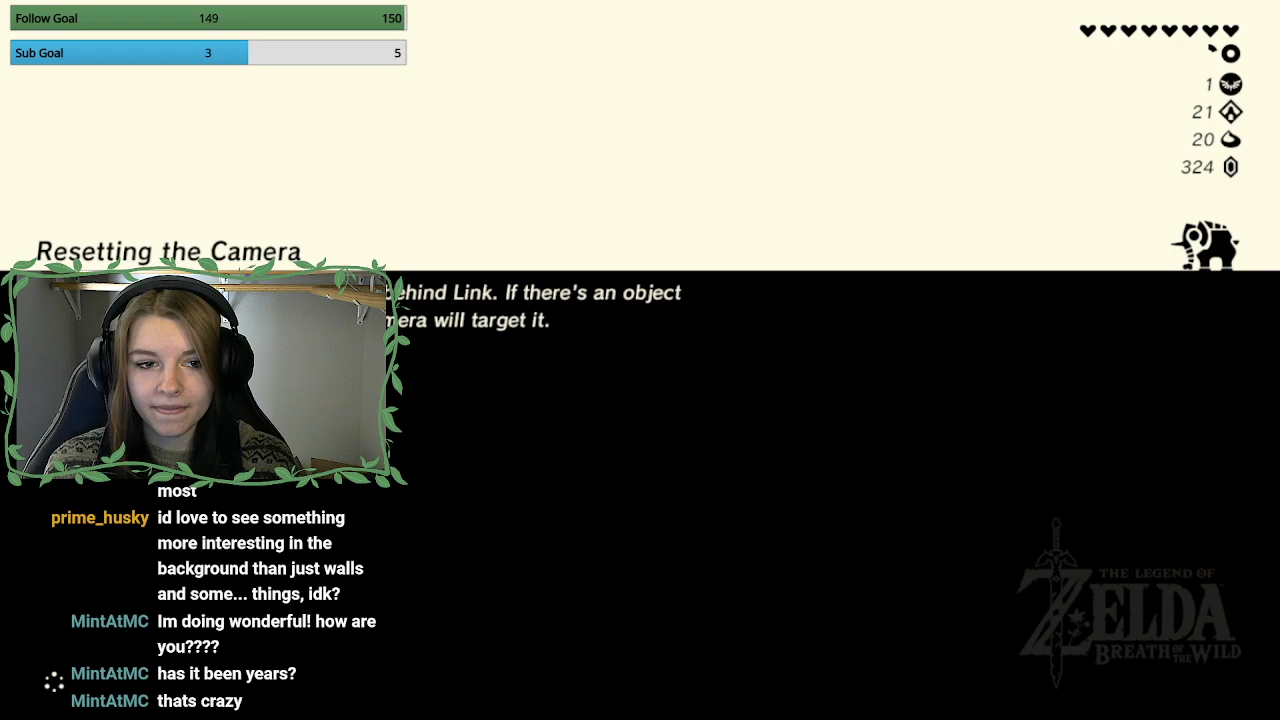 Follow Goal 149 150
Sub Goal 3 5
1
21
20
324
Resetting the Camera
behind Link. If there's an object
mera will target it.
most
prime_husky id love to see something
more interesting in the
background than just walls
and some... things, idk?
MintAtMC Im doing wonderful! how are
you????
MintAtMC has it been years?
MintAtMC thats crazy
THE LEGEND OF
ZELDA
BREATH OF THE WILD